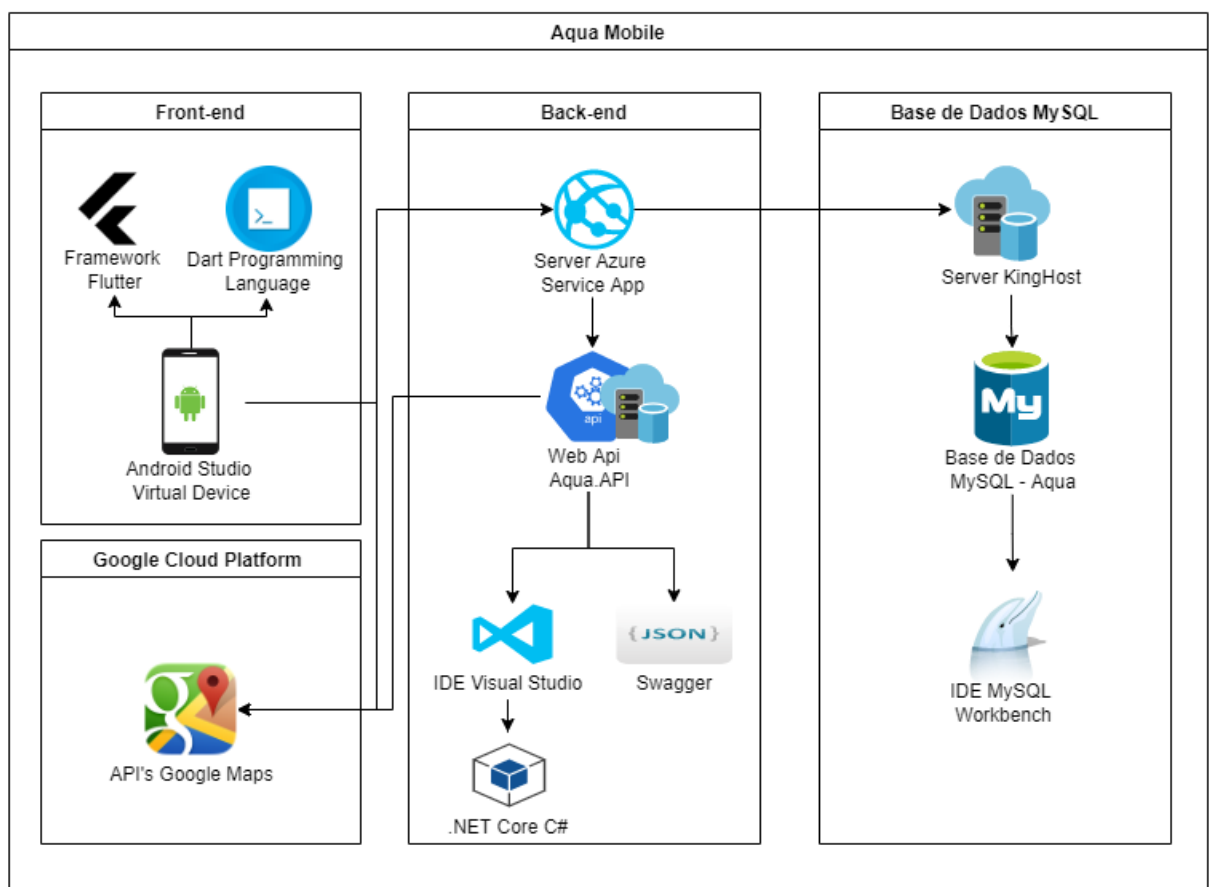 Aqua Mobile
Front-end
Framework
Flutter
>_
Dart Programming
Language
Android Studio
Virtual Device
Google Cloud Platform
g
API's Google Maps
Back-end
Server Azure
Service App
api
Web Api
Aqua.API
IDE Visual Studio
{JSON}
Swagger
.NET Core C#
Base de Dados MySQL
Server KingHost
My
Base de Dados
MySQL - Aqua
IDE MySQL
Workbench